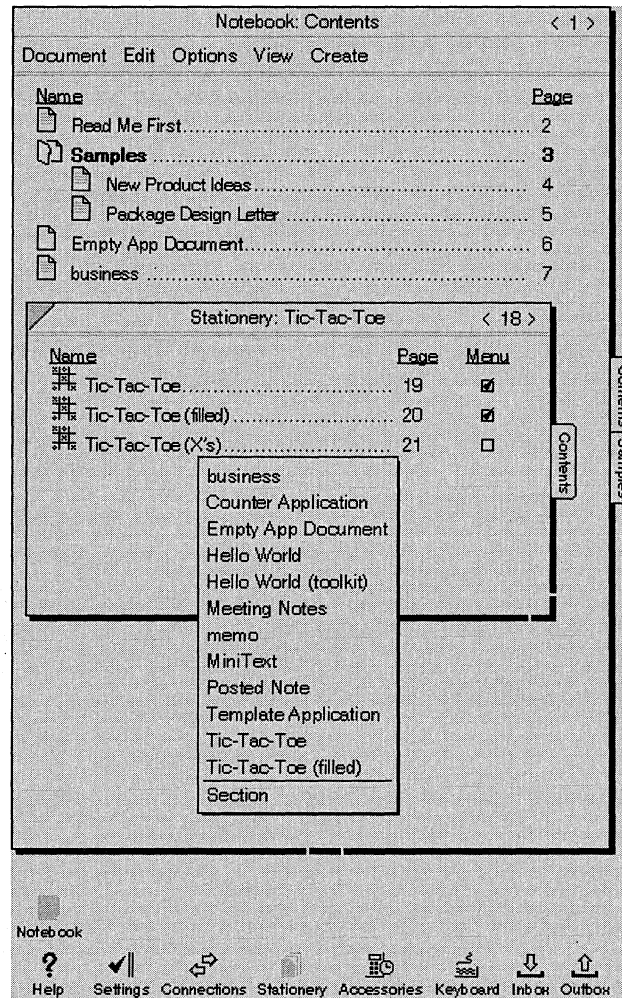 Notebook: Contents < 1 >
Document Edit Options View Create
Name Page
Read Me First 2
Samples 3
New Product Ideas 4
Package Design Letter 5
Empty App Document 6
business 7
Stationery: Tic-Tac-Toe < 18 >
Name Page Menu
Tic-Tac-Toe 19
Tic-Tac-Toe (filled) 20
Tic-Tac-Toe (X's) 21
Contents
Contents
Samples
business
Counter Application
Empty App Document
Hello World
Hello World (toolkit)
Meeting Notes
memo
MiniText
Posted Note
Template Application
Tic-Tac-Toe
Tic-Tac-Toe (filled)
Section
Notebook
Help Settings Connections Stationery Accessories Keyboard Inbox Outbox